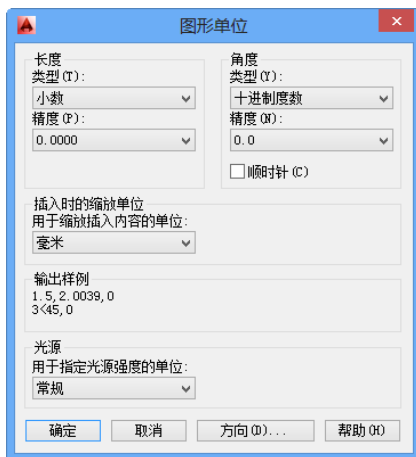 图形单位
长度
类型(T):
小数
精度(P):
0.0000
角度
类型(Y):
十进制度数
精度(N):
0.0
顺时针(C)
插入时的缩放单位
用于缩放插入内容的单位:
毫米
输出样例
1.5,2.0039,0
3<45,0
光源
用于指定光源强度的单位:
常规
确定 取消 方向(D)... 帮助(H)